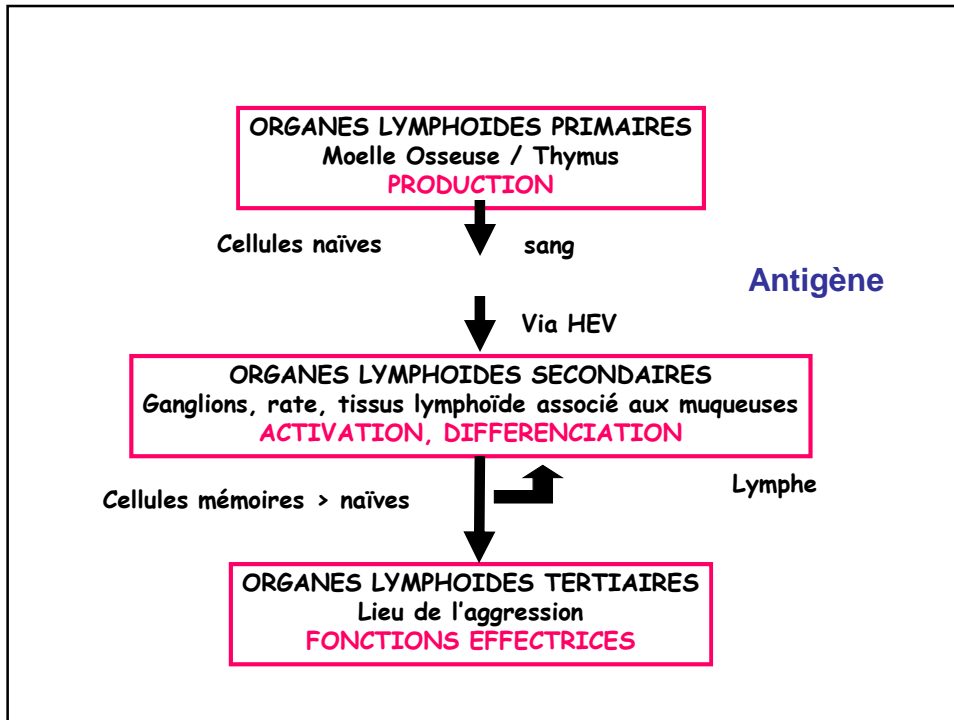 ORGANES LYMPHOIDES PRIMAIRES
Moelle Osseuse / Thymus
PRODUCTION
Cellules naïves
sang
Antigène
Via HEV
ORGANES LYMPHOIDES SECONDAIRES
Ganglions, rate, tissus lymphoïde associé aux muqueuses
ACTIVATION, DIFFERENCIATION
Cellules mémoires > naïves
Lymphe
ORGANES LYMPHOIDES TERTIAIRES
Lieu de l'aggression
FONCTIONS EFFECTRICES